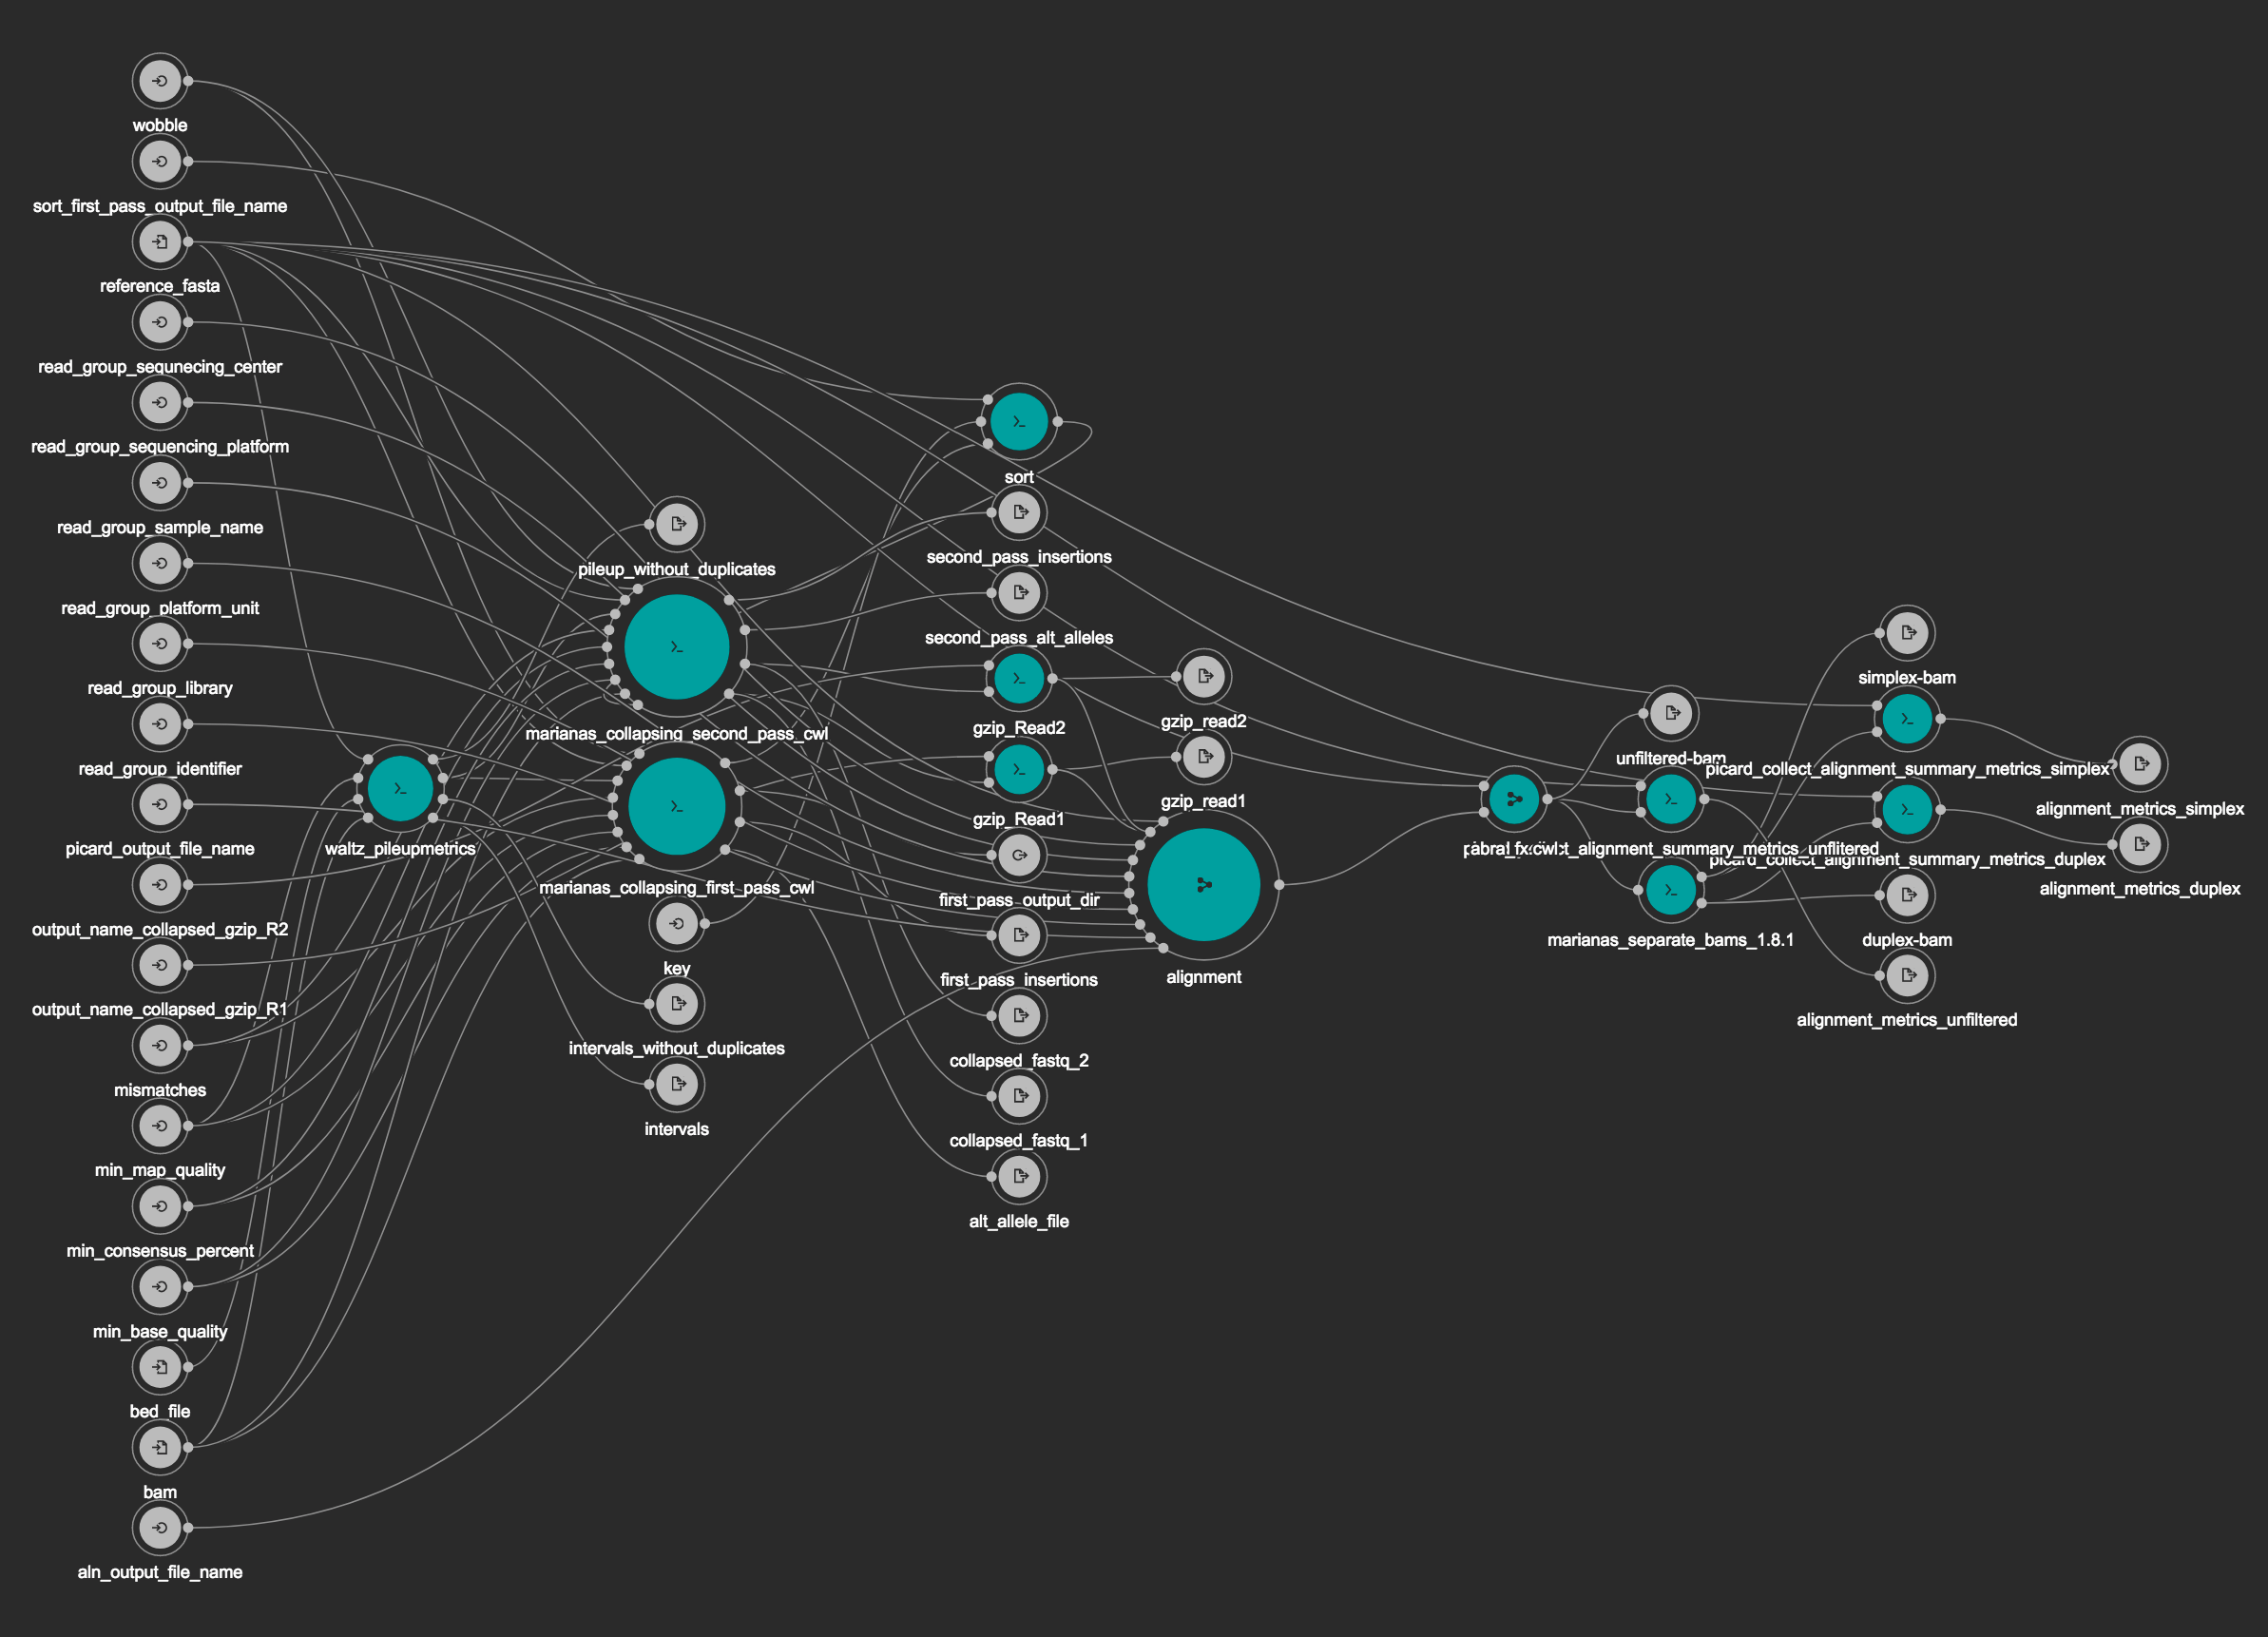 wobble
sort_first_pass_output_file_name
reference_fasta
read_group_sequnecing_center
read_group_sequencing_platform
read_group_sample_name
read_group_platform_unit
read_group_library
read_group_identifier
picard_output_file_name
output_name_collapsed_gzip_R2
output_name_collapsed_gzip_R1
mismatches
min_map_quality
min_consensus_percent
min_base_quality
bed_file
bam
aln_output_file_name
waltz_pileupmetrics
pileup_without_duplicates
marianas_collapsing_second_pass_cwl
marianas_collapsing_first_pass_cwl
key
intervals_without_duplicates
intervals
sort
second_pass_insertions
second_pass_alt_alleles
gzip_Read2
gzip_Read1
first_pass_output_dir
first_pass_insertions
collapsed_fastq_2
collapsed_fastq_1
alt_allele_file
gzip_read2
gzip_read1
alignment
unfiltered-bam
alignment_summary_metrics_unfiltered
marianas_separate_bams_1.8.1
simplex-bam
picard_collect_alignment_summary_metrics_simplex
picard_collect_alignment_summary_metrics_duplex
duplex-bam
alignment_metrics_unfiltered
alignment_metrics_simplex
alignment_metrics_duplex